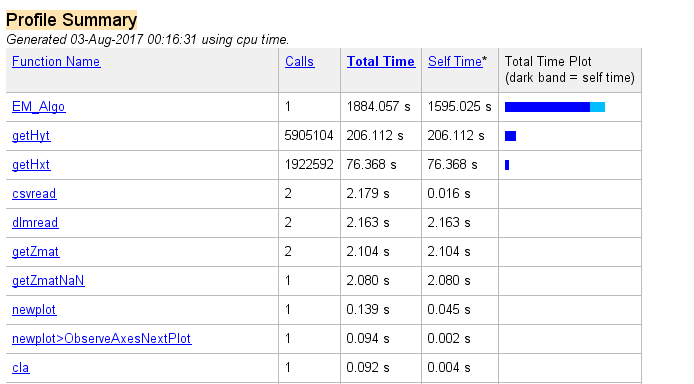 Profile Summary
Generated 03-Aug-2017 00:16:31 using cpu time.
Function Name Calls Total Time Self Time* Total Time Plot
(dark band = self time)
EM_Algo 1 1884.057 s 1595.025 s
getHyt 5905104 206.112 s 206.112 s
getHxt 1922592 76.368 s 76.368 s
csvread 2 2.179 s 0.016 s
dlmread 2 2.163 s 2.163 s
getZmat 2 2.104 s 2.104 s
getZmatNaN 1 2.080 s 2.080 s
newplot 1 0.139 s 0.045 s
newplot>ObserveAxesNextPlot 1 0.094 s 0.002 s
cla 1 0.092 s 0.004 s